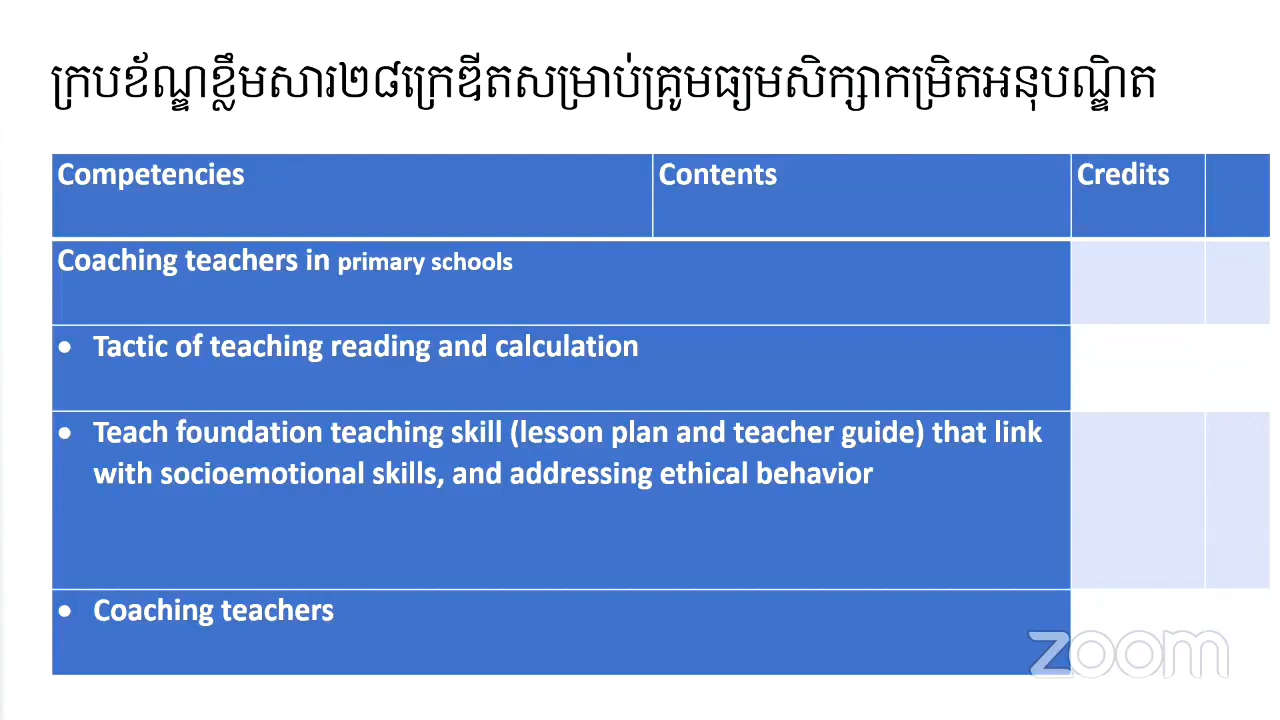 ក្របខ័ណ្ឌខ្លឹមសារ២៨ក្រេឌីតសម្រាប់គ្រូមធ្យមសិក្សាកម្រិតអនុបណ្ឌិត
Competencies Contents Credits
Coaching teachers in primary schools
• Tactic of teaching reading and calculation
• Teach foundation teaching skill (lesson plan and teacher guide) that link
with socioemotional skills, and addressing ethical behavior
• Coaching teachers
zoom